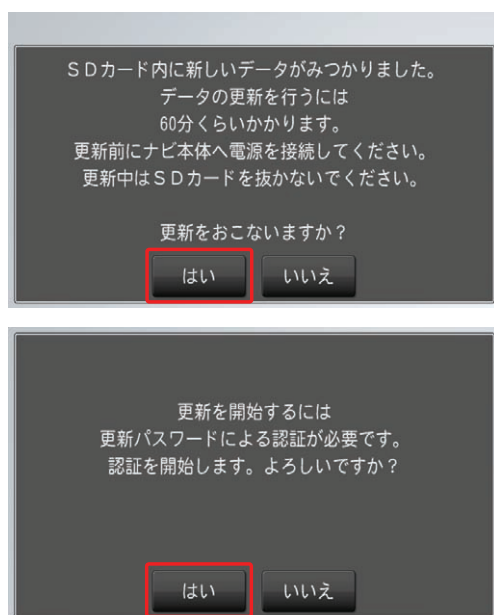 ＳＤカード内に新しいデータがみつかりました。
データの更新を行うには
60分くらいかかります。
更新前にナビ本体へ電源を接続してください。
更新中はＳＤカードを抜かないでください。
更新をおこないますか？
はい
いいえ
更新を開始するには
更新パスワードによる認証が必要です。
認証を開始します。よろしいですか？
はい
いいえ